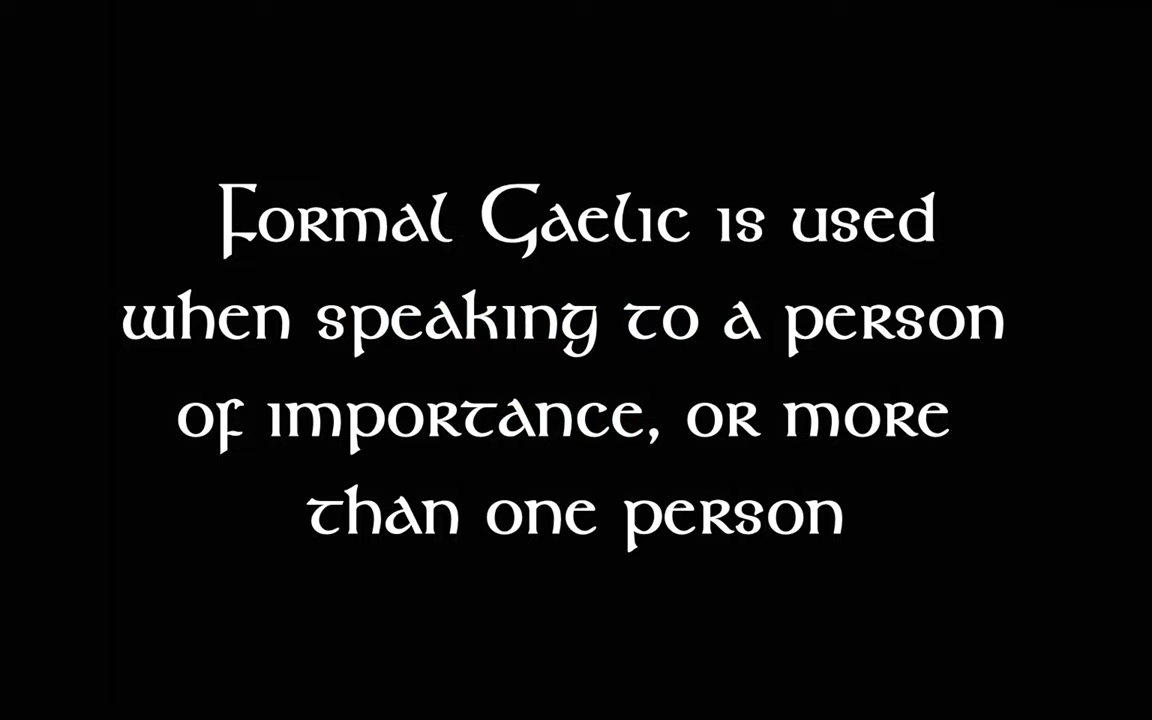 Formal Gaelic is used
when speaking to a person
of importance, or more
than one person